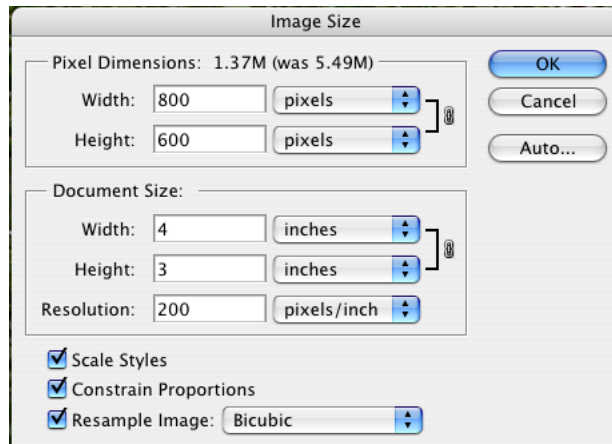 Image Size
Pixel Dimensions: 1.37M (was 5.49M)
Width: 800 pixels
Height: 600 pixels
OK
Cancel
Auto...
Document Size:
Width: 4 inches
Height: 3 inches
Resolution: 200 pixels/inch
Scale Styles
Constrain Proportions
Resample Image: Bicubic